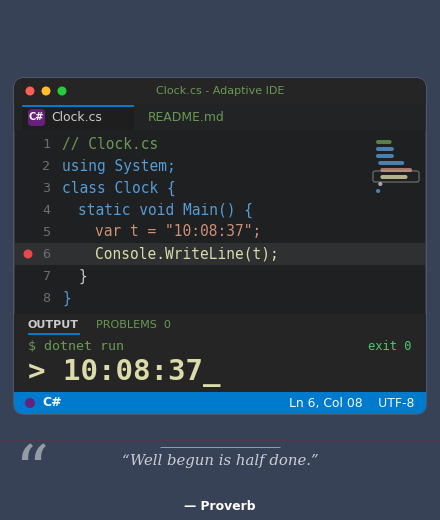 Clock.cs - Adaptive IDE
C# Clock.cs README.md
1 // Clock.cs
2 using System;
3 class Clock {
4 static void Main() {
5 var t = "10:08:37";
6 Console.WriteLine(t);
7 }
8 }
OUTPUT PROBLEMS 0
$ dotnet run exit 0
> 10:08:37_
C# Ln 6, Col 08 UTF-8
“
“Well begun is half done.”
— Proverb